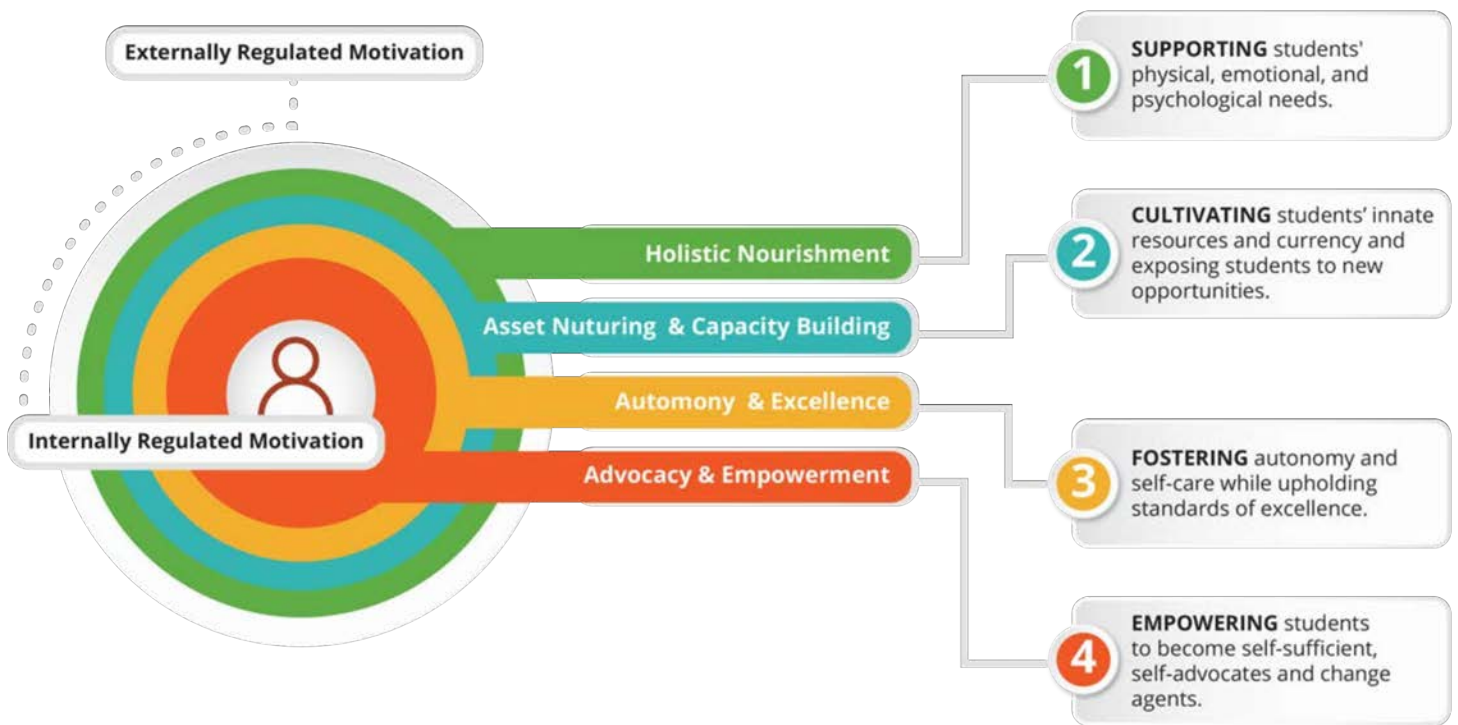 Externally Regulated Motivation
Internally Regulated Motivation
Holistic Nourishment
Asset Nuturing & Capacity Building
Automony & Excellence
Advocacy & Empowerment
1
SUPPORTING students'
physical, emotional, and
psychological needs.
2
CULTIVATING students’ innate
resources and currency and
exposing students to new
opportunities.
3
FOSTERING autonomy and
self-care while upholding
standards of excellence.
4
EMPOWERING students
to become self-sufficient,
self-advocates and change
agents.